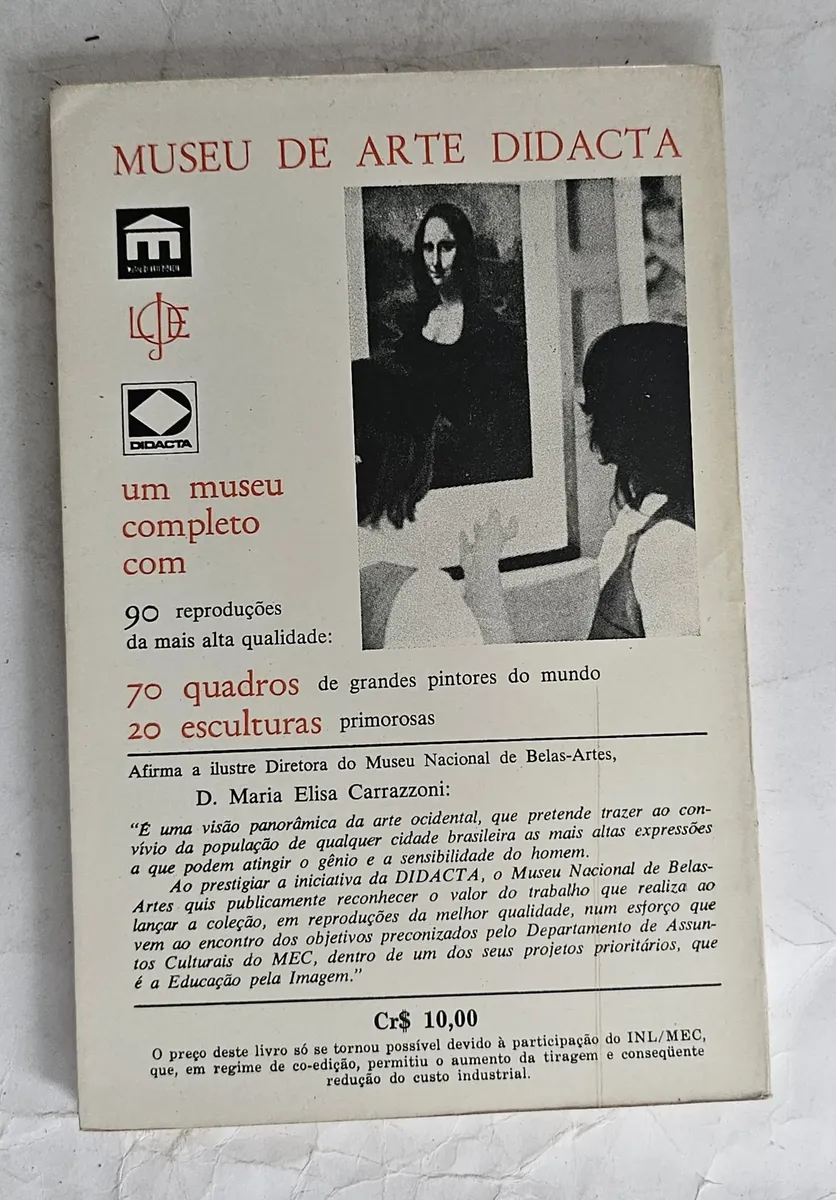 MUSEU DE ARTE DIDACTA
DIDACTA
um museu
completo
com
90 reproduções
da mais alta qualidade:
70 quadros de grandes pintores do mundo
20 esculturas primorosas
Afirma a ilustre Diretora do Museu Nacional de Belas-Artes,
D. Maria Elisa Carrazzoni:
"É uma visão panorâmica da arte ocidental, que pretende trazer ao con-
vívio da população de qualquer cidade brasileira as mais altas expressões
a que podem atingir o gênio e a sensibilidade do homem.
Ao prestigiar a iniciativa da DIDACTA, o Museu Nacional de Belas-
Artes quis publicamente reconhecer o valor do trabalho que realiza ao
lançar a coleção, em reproduções da melhor qualidade, num esforço que
vem ao encontro dos objetivos preconizados pelo Departamento de Assun-
tos Culturais do MEC, dentro de um dos seus projetos prioritários, que
é a Educação pela Imagem."
Cr$ 10,00
O preço deste livro só se tornou possível devido à participação do INL/MEC,
que, em regime de co-edição, permitiu o aumento da tiragem e conseqüente
redução do custo industrial.